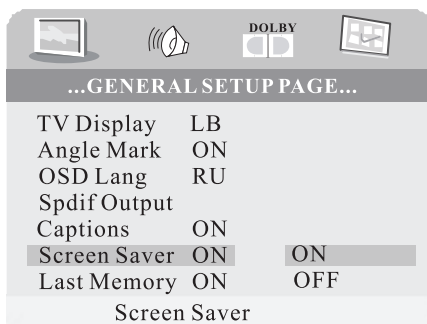 DOLBY
...GENERAL SETUP PAGE...
TV Display LB
Angle Mark ON
OSD Lang RU
Spdif Output
Captions ON
Screen Saver ON ON
Last Memory ON OFF
Screen Saver